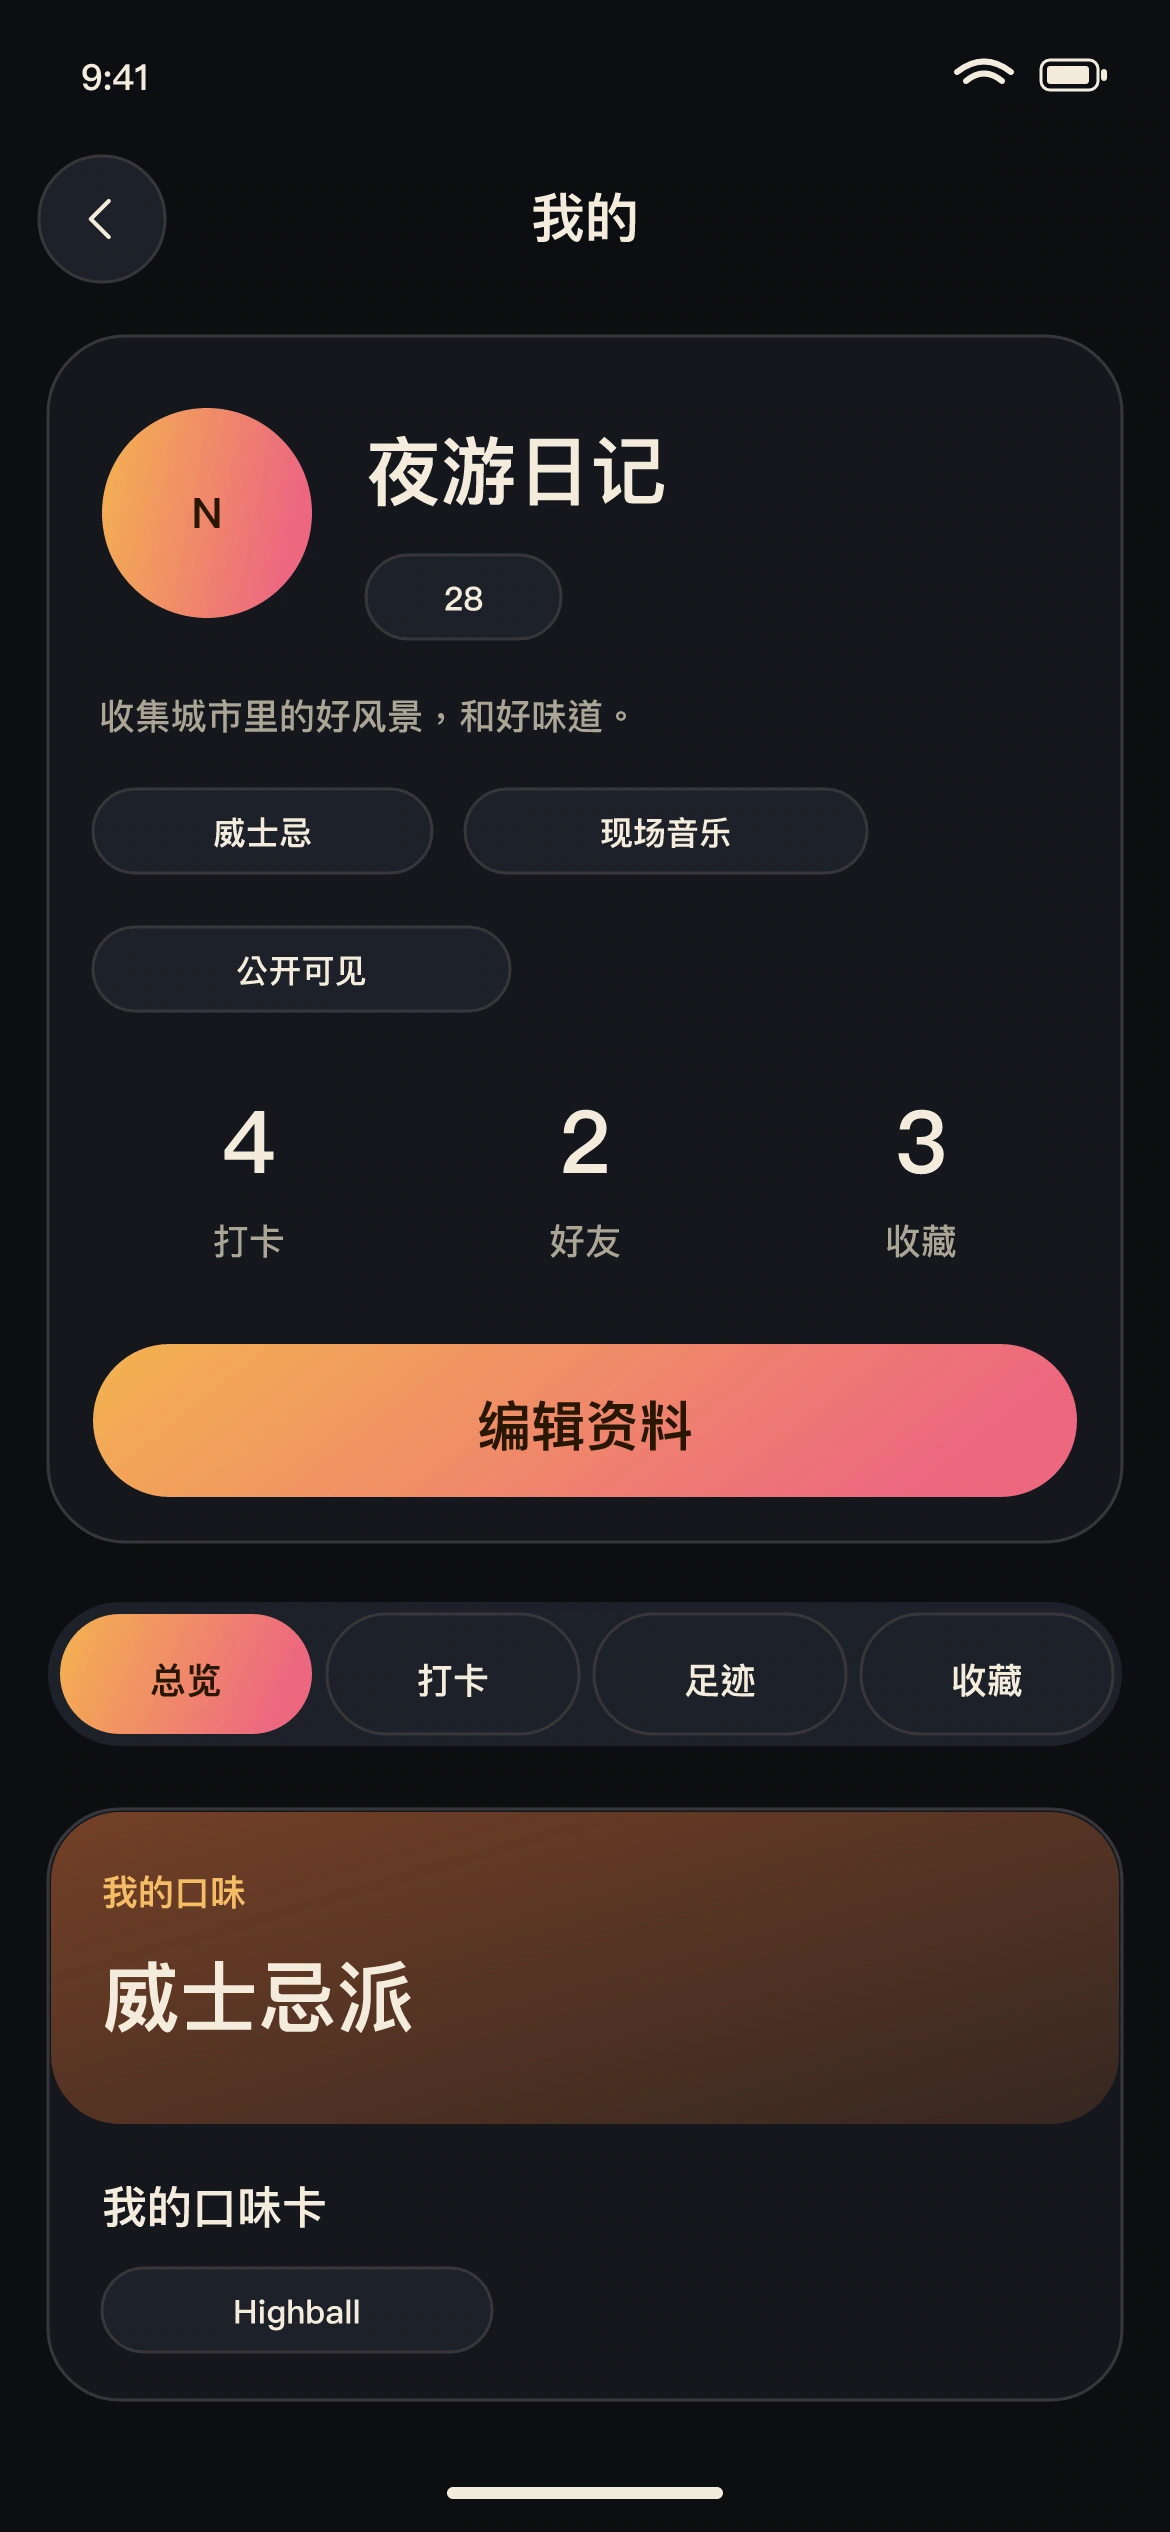 9:41
我的
N
夜游日记
28
收集城市里的好风景，和好味道。
威士忌
现场音乐
公开可见
4
2
3
打卡
好友
收藏
编辑资料
总览
打卡
足迹
收藏
我的口味
威士忌派
我的口味卡
Highball